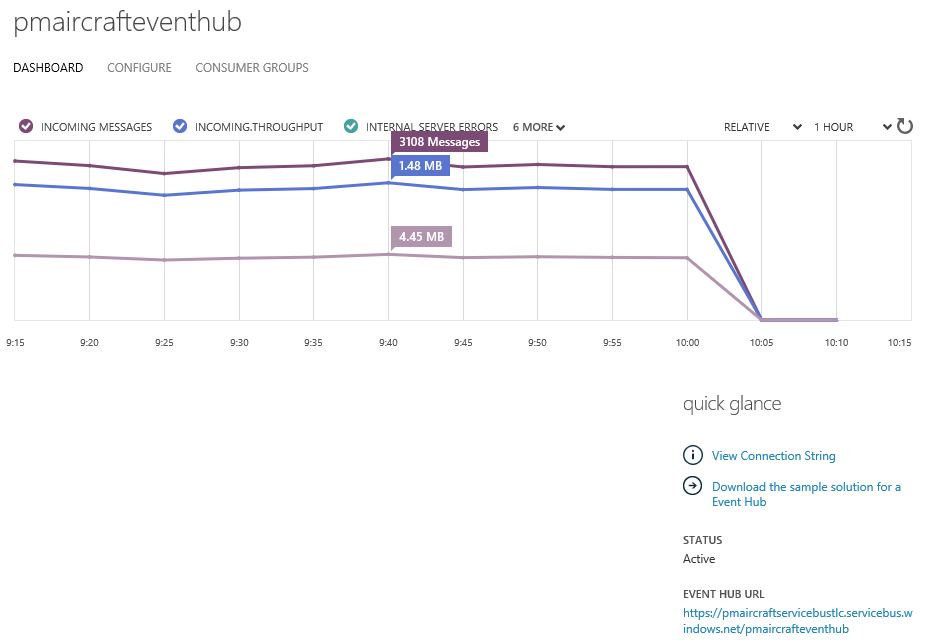 pmaircrafteventhub
DASHBOARD CONFIGURE CONSUMER GROUPS
INCOMING MESSAGES INCOMING.THROUGHPUT INTERNAL SERVER ERRORS 6 MORE RELATIVE 1 HOUR
3108 Messages
1.48 MB
4.45 MB
9:15 9:20 9:25 9:30 9:35 9:40 9:45 9:50 9:55 10:00 10:05 10:10 10:15
quick glance
View Connection String
Download the sample solution for a
Event Hub
STATUS
Active
EVENT HUB URL
https://pmaircraftservicebustlc.servicebus.w
indows.net/pmaircrafteventhub